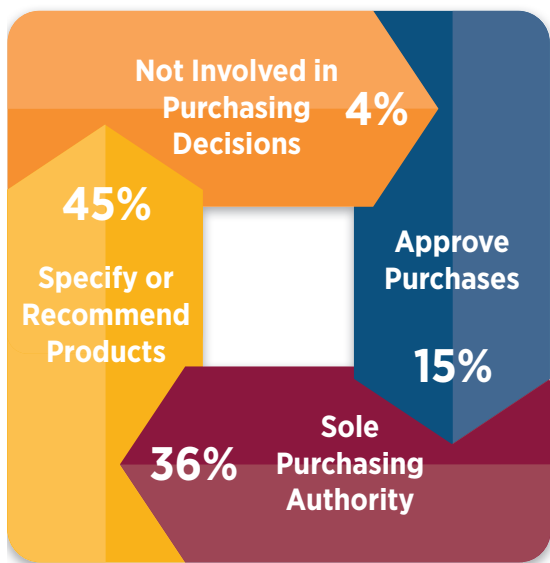 Not Involved in
Purchasing
Decisions
4%
45%
Specify or
Recommend
Products
Approve
Purchases
15%
36%
Sole
Purchasing
Authority